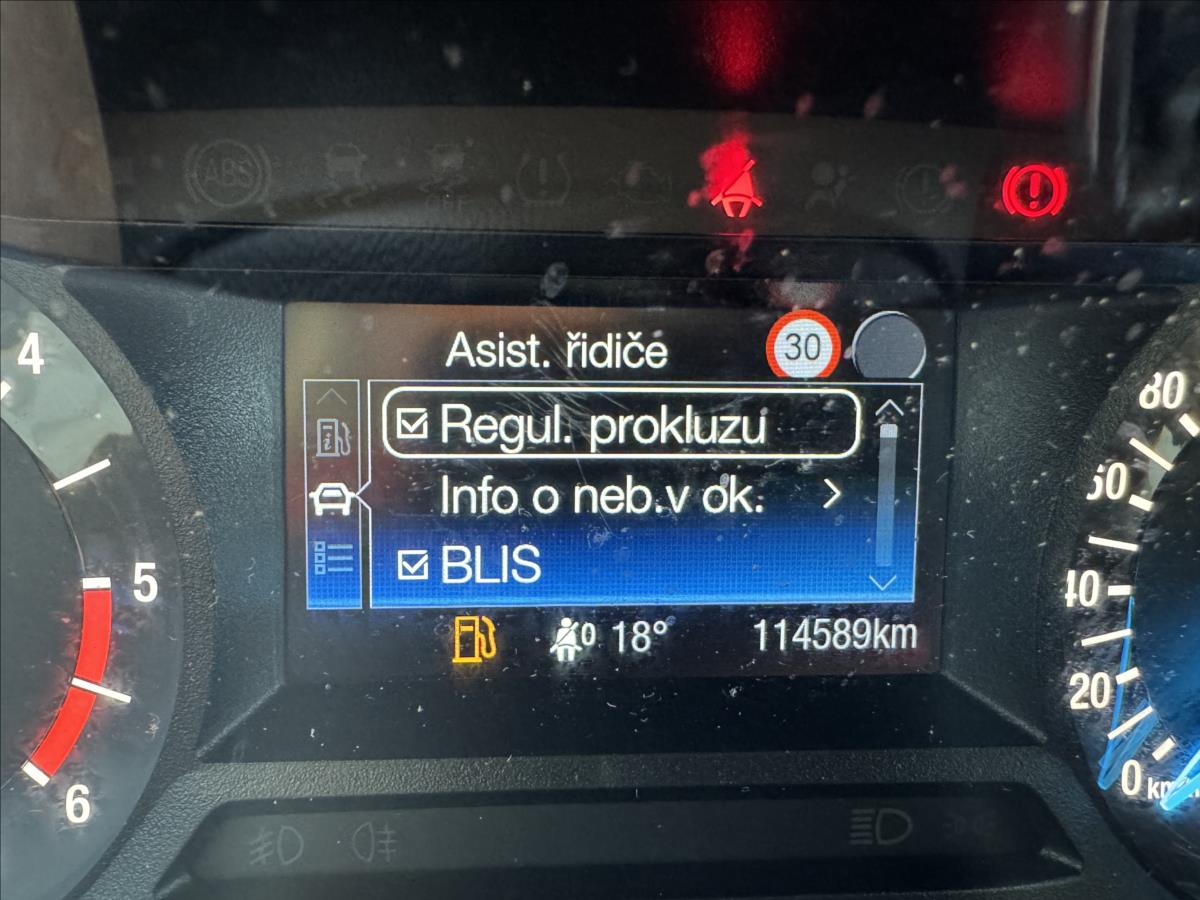 ABS
Asist. řidiče
30
Regul. prokluzu
Info o neb.v ok.
BLIS
0 18°
114589km
4
5
6
80
60
40
20
0